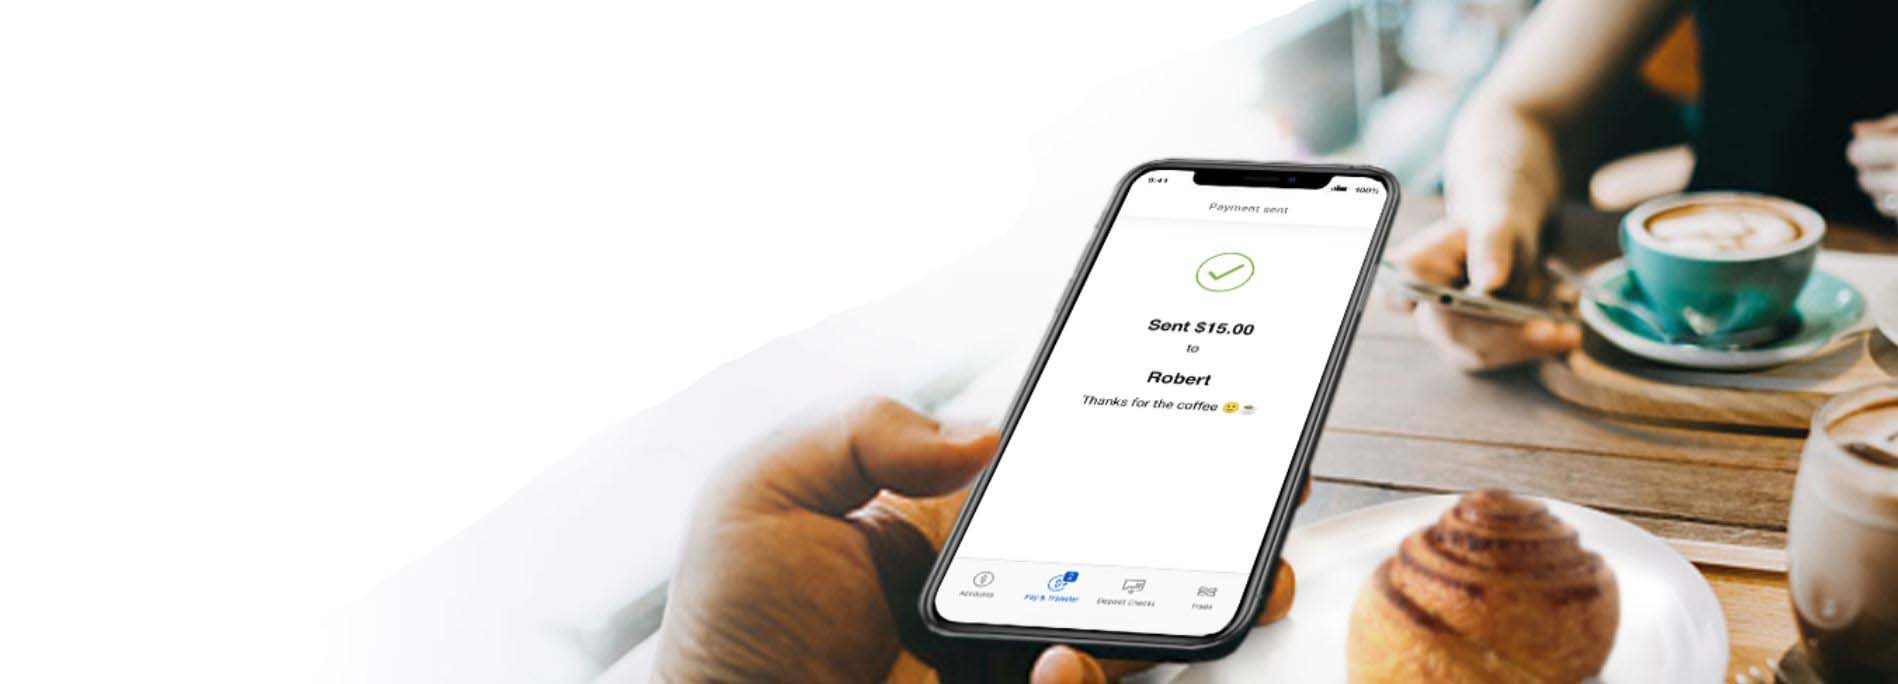 9:41
100%
Payment sent
Sent $15.00
to
Robert
Thanks for the coffee 🙂☕
Accounts
2
Pay & Transfer
Deposit Checks
Trade